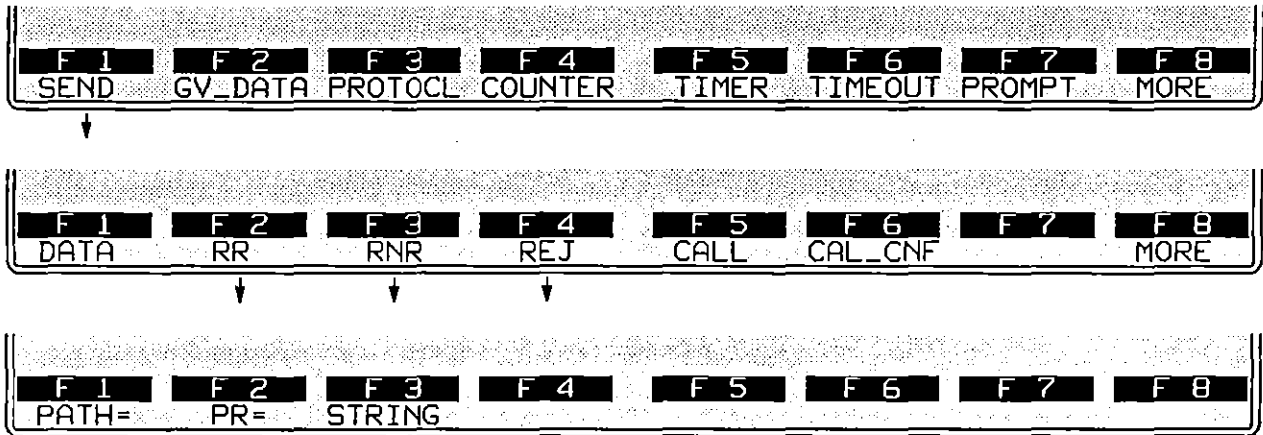 F 1 F 2 F 3 F 4 F 5 F 6 F 7 F 8
SEND GV_DATA PROTOCL COUNTER TIMER TIMEOUT PROMPT MORE
F 1 F 2 F 3 F 4 F 5 F 6 F 7 F 8
DATA RR RNR REJ CALL CAL_CNF MORE
F 1 F 2 F 3 F 4 F 5 F 6 F 7 F 8
PATH= PR= STRING